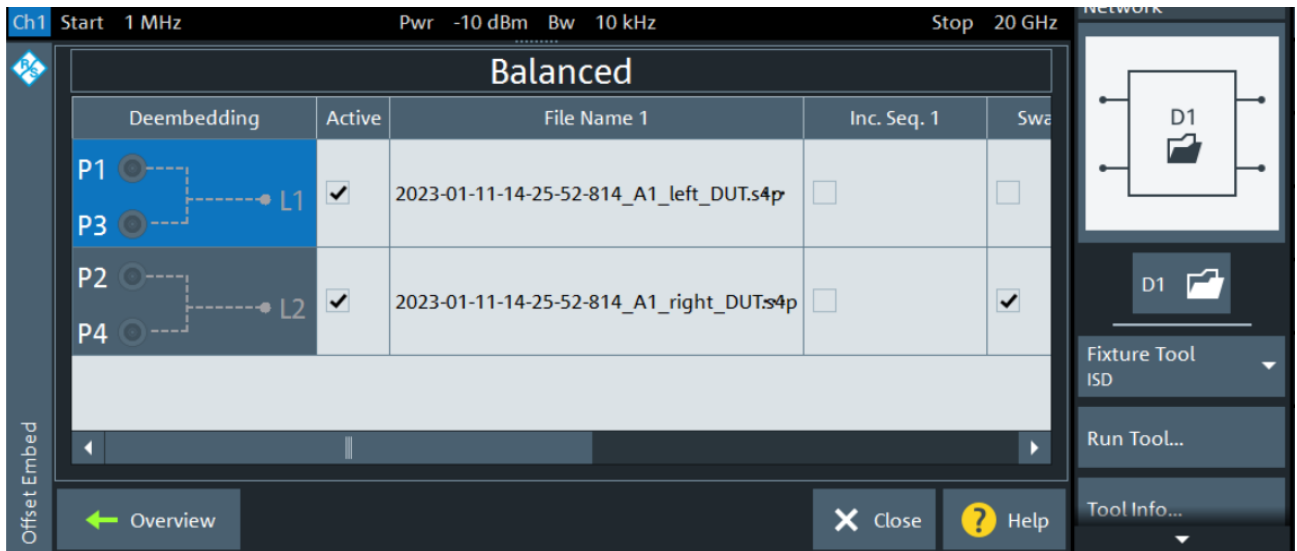 Ch1 Start 1 MHz Pwr -10 dBm Bw 10 kHz Stop 20 GHz
R/S
Balanced
Deembedding Active File Name 1 Inc. Seq. 1 Swa
P1
L1
P3
2023-01-11-14-25-52-814_A1_left_DUT.s4p
P2
L2
P4
2023-01-11-14-25-52-814_A1_right_DUT.s4p
Offset Embed
Overview
Close
? Help
Network
D1
D1
Fixture Tool
ISD
Run Tool...
Tool Info...